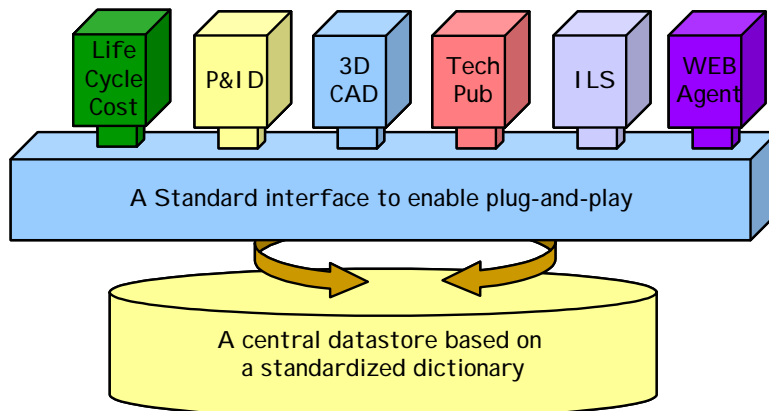 Life
Cycle
Cost
P&ID
3D
CAD
Tech
Pub
ILS
WEB
Agent
A Standard interface to enable plug-and-play
A central datastore based on
a standardized dictionary